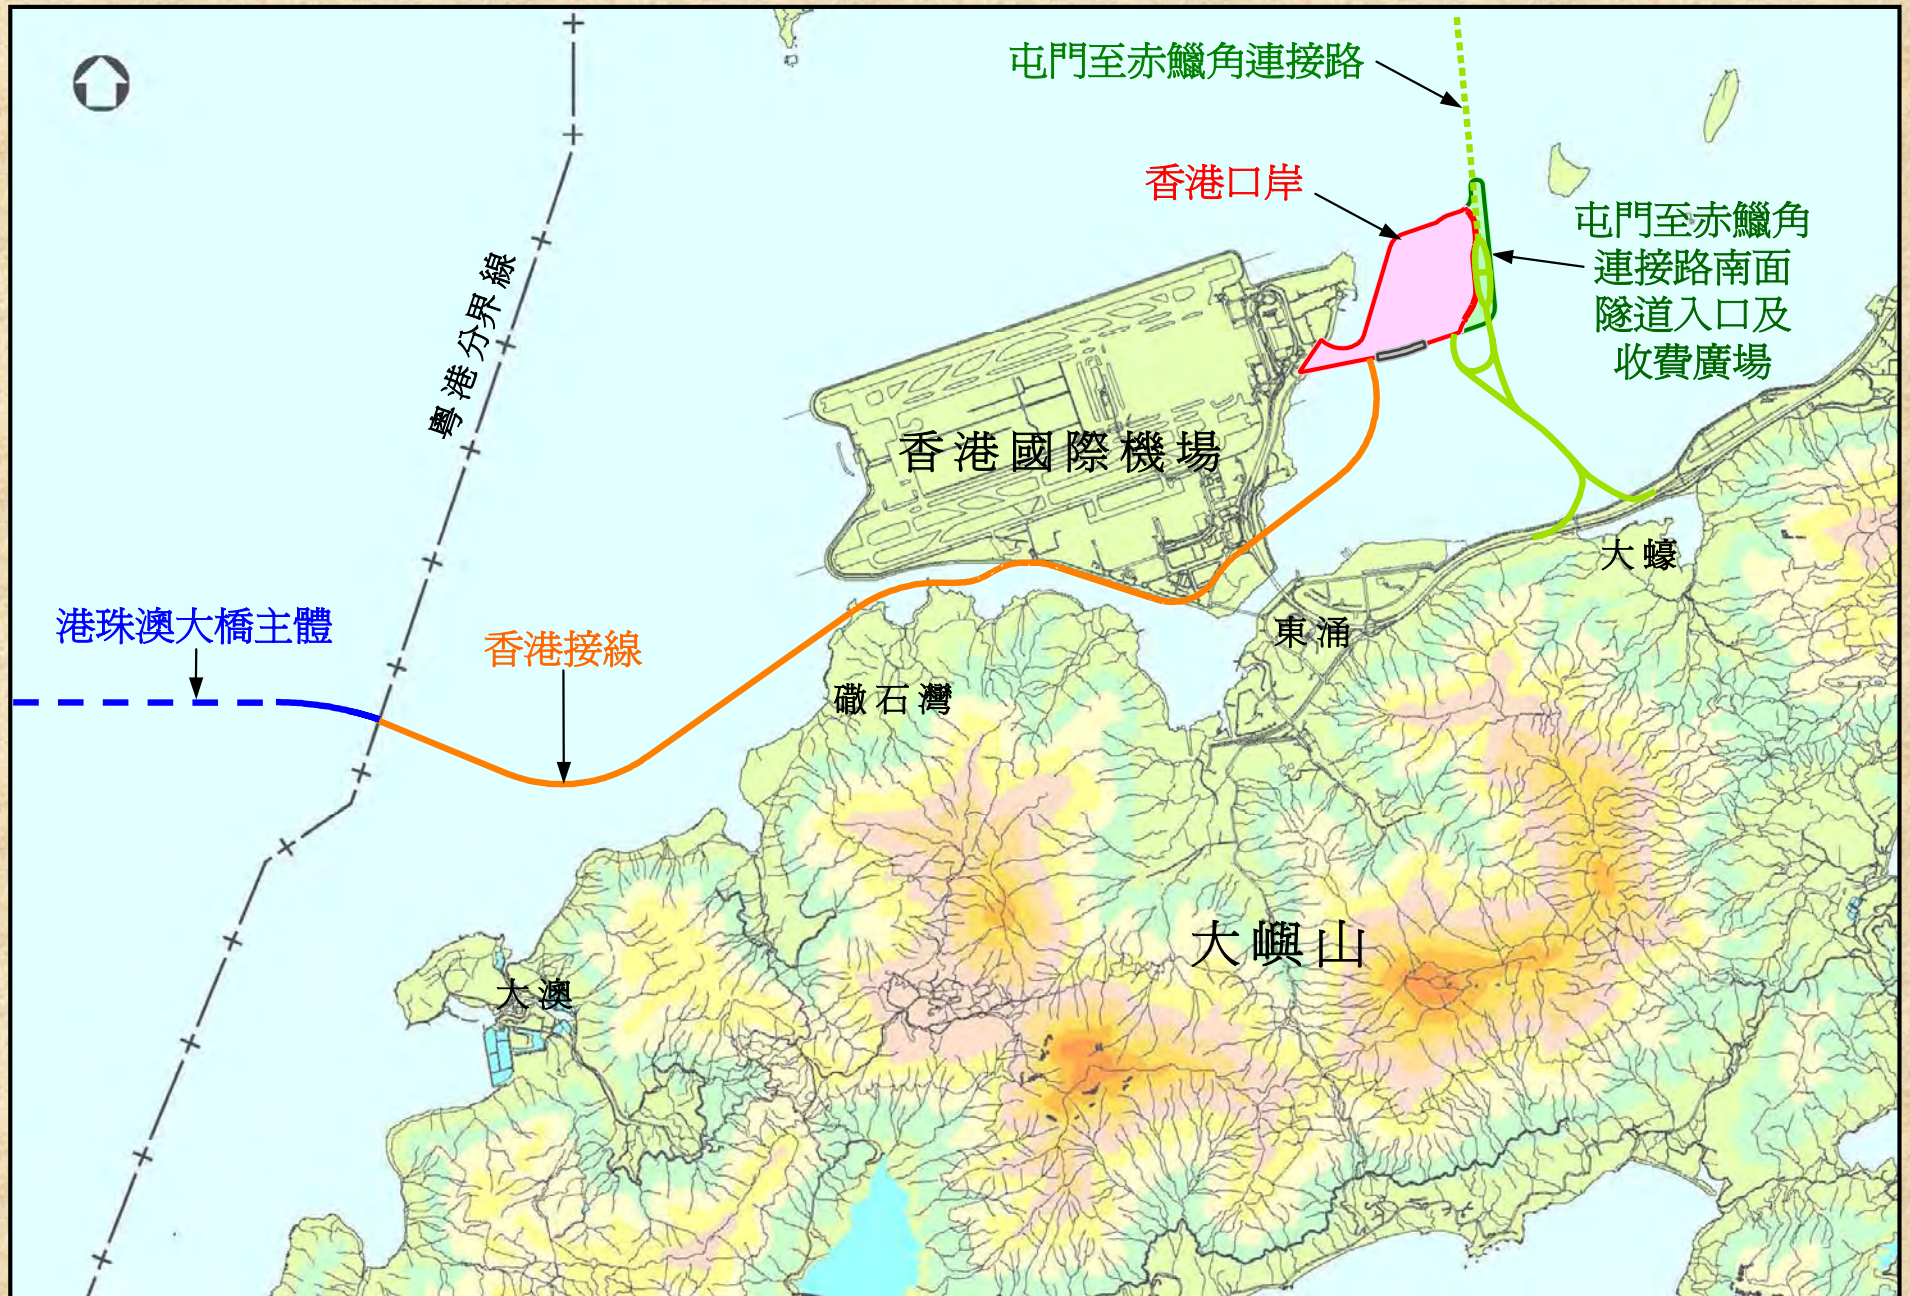 屯門至赤鱲角連接路
香港口岸
屯門至赤鱲角
連接路南面
隧道入口及
收費廣場
粵港分界線
香港國際機場
大蠔
港珠澳大橋主體
香港接線
東涌
䃟石灣
大嶼山
大澳